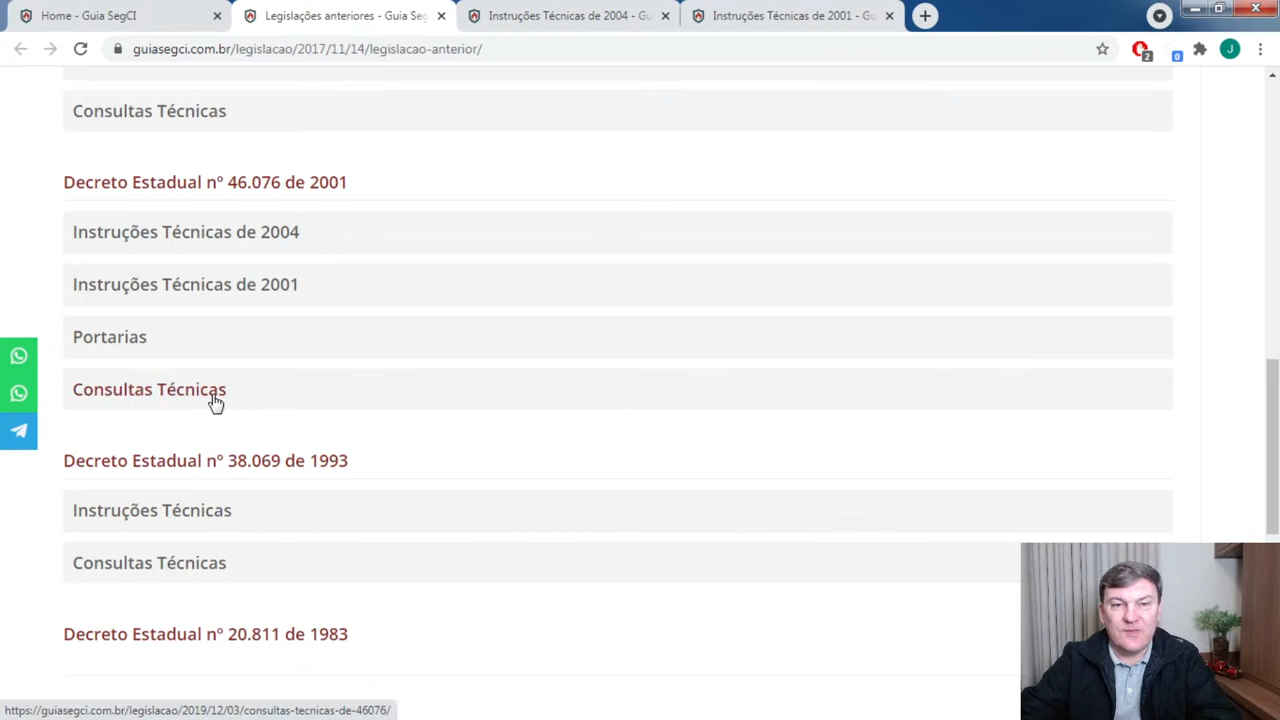 Home - Guia SegCI
Legislações anteriores - Guia Seg
Instruções Técnicas de 2004 - G
Instruções Técnicas de 2001 - Gu
guiasegci.com.br/legislacao/2017/11/14/legislacao-anterior/
2
0
J
Consultas Técnicas
Decreto Estadual nº 46.076 de 2001
Instruções Técnicas de 2004
Instruções Técnicas de 2001
Portarias
Consultas Técnicas
Decreto Estadual nº 38.069 de 1993
Instruções Técnicas
Consultas Técnicas
Decreto Estadual nº 20.811 de 1983
https://guiasegci.com.br/legislacao/2019/12/03/consultas-tecnicas-de-46076/